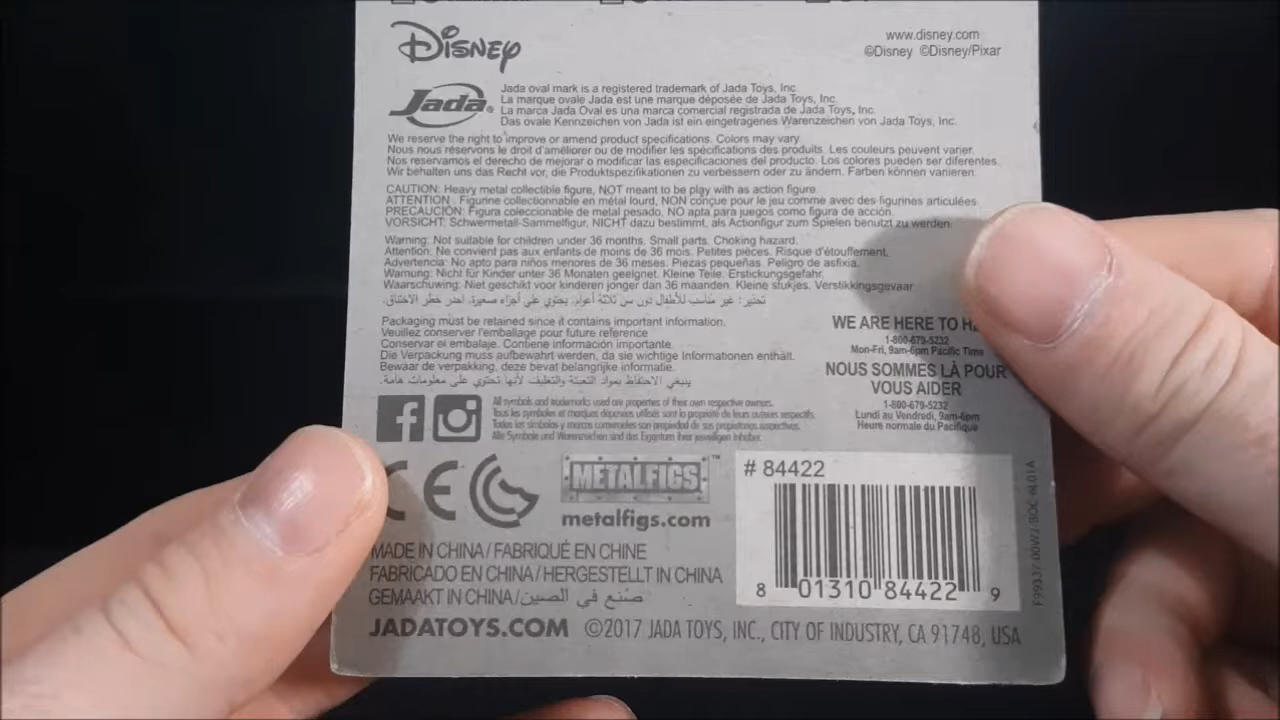 Disney
www.disney.com
©Disney ©Disney/Pixar
Jada®
Jada oval mark is a registered trademark of Jada Toys, Inc.
La marque ovale Jada est une marque déposée de Jada Toys, Inc.
La marca Jada Oval es una marca comercial registrada de Jada Toys, Inc.
Das ovale Kennzeichen von Jada ist ein eingetragenes Warenzeichen von Jada Toys, Inc.
We reserve the right to improve or amend product specifications. Colors may vary.
Nous nous réservons le droit d'améliorer ou de modifier les spécifications des produits. Les couleurs peuvent varier.
Nos reservamos el derecho de mejorar o modificar las especificaciones del producto. Los colores pueden ser diferentes.
Wir behalten uns das Recht vor, die Produktspezifikationen zu verbessern oder zu ändern. Farben können variieren.
CAUTION: Heavy metal collectible figure, NOT meant to be play with as action figure.
ATTENTION : Figurine collectionnable en métal lourd, NON conçue pour le jeu comme avec des figurines articulées.
PRECAUCIÓN: Figura coleccionable de metal pesado, NO apta para juegos como figura de acción.
VORSICHT: Schwermetall-Sammelfigur, NICHT dazu bestimmt, als Actionfigur zum Spielen benutzt zu werden.
Warning: Not suitable for children under 36 months. Small parts. Choking hazard.
Attention: Ne convient pas aux enfants de moins de 36 mois. Petites pièces. Risque d'étouffement.
Advertencia: No apto para niños menores de 36 meses. Piezas pequeñas. Peligro de asfixia.
Warnung: Nicht für Kinder unter 36 Monaten geeignet. Kleine Teile. Erstickungsgefahr.
Waarschuwing: Niet geschikt voor kinderen jonger dan 36 maanden. Kleine stukjes. Verstikkingsgevaar
تحذير: غير مناسب للأطفال دون سن ثلاثة أعوام. يحتوي على أجزاء صغيرة. احذر خطر الاختناق.
Packaging must be retained since it contains important information.
Veuillez conserver l'emballage pour future reference
Conservar el embalaje. Contiene información importante.
Die Verpackung muss aufbewahrt werden, da sie wichtige Informationen enthält.
Bewaar de verpakking, deze bevat belangrijke informatie.
ينبغي الاحتفاظ بمواد التعبئة والتغليف لأنها تحتوي على معلومات هامة.
WE ARE HERE TO
1-800-679-5232
Mon-Fri, 9am-6pm Pacific Time
NOUS SOMMES LÀ POUR
VOUS AIDER
1-800-679-5232
Lundi au Vendredi, 9am-6pm
Heure normale du Pacifique
All symbols and trademarks used are properties of their own respective owners.
Tous les symboles et marques déposées utilisés sont la propriété de leurs auteurs respectifs.
Todos los símbolos y marcas comerciales son propiedad de sus propietarios respectivos.
Alle Symbole und Warenzeichen sind das Eigentum ihrer jeweiligen Inhaber.
CE
METALFIGS™
metalfigs.com
# 84422
8 01310 84422 9
MADE IN CHINA / FABRIQUÉ EN CHINE
FABRICADO EN CHINA / HERGESTELLT IN CHINA
GEMAAKT IN CHINA / صنع في الصين
JADATOYS.COM ©2017 JADA TOYS, INC., CITY OF INDUSTRY, CA 91748, USA